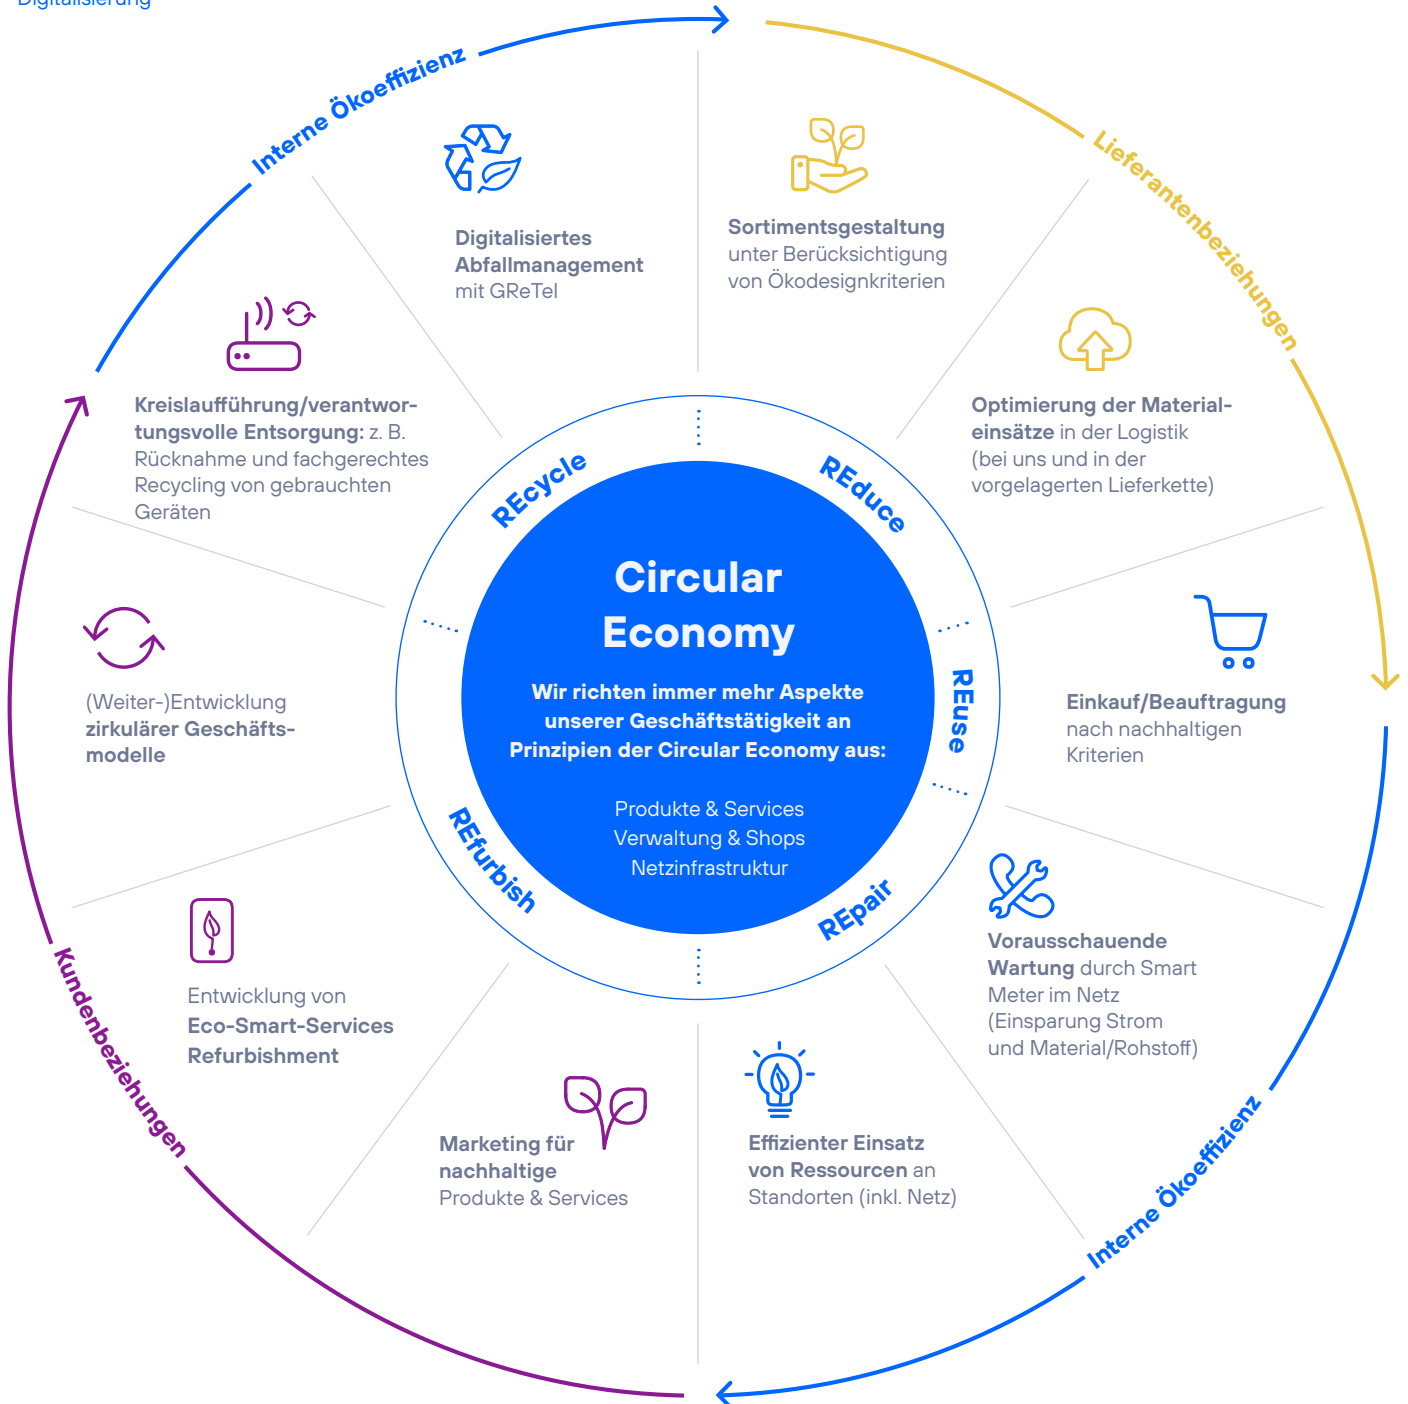 Digitalisierung
Interne Ökoeffizienz
Lieferantenbeziehungen
Digitalisiertes
Abfallmanagement
mit GReTel
Sortimentsgestaltung
unter Berücksichtigung
von Ökodesignkriterien
Kreislaufführung/verantwor-
tungsvolle Entsorgung: z. B.
Rücknahme und fachgerechtes
Recycling von gebrauchten
Geräten
Optimierung der Material-
einsätze in der Logistik
(bei uns und in der
vorgelagerten Lieferkette)
REcycle
REduce
REuse
REpair
REfurbish
Circular
Economy
Wir richten immer mehr Aspekte
unserer Geschäftstätigkeit an
Prinzipien der Circular Economy aus:
Produkte & Services
Verwaltung & Shops
Netzinfrastruktur
(Weiter-)Entwicklung
zirkulärer Geschäfts-
modelle
Einkauf/Beauftragung
nach nachhaltigen
Kriterien
Entwicklung von
Eco-Smart-Services
Refurbishment
Vorausschauende
Wartung durch Smart
Meter im Netz
(Einsparung Strom
und Material/Rohstoff)
Marketing für
nachhaltige
Produkte & Services
Effizienter Einsatz
von Ressourcen an
Standorten (inkl. Netz)
Kundenbeziehungen
Interne Ökoeffizienz